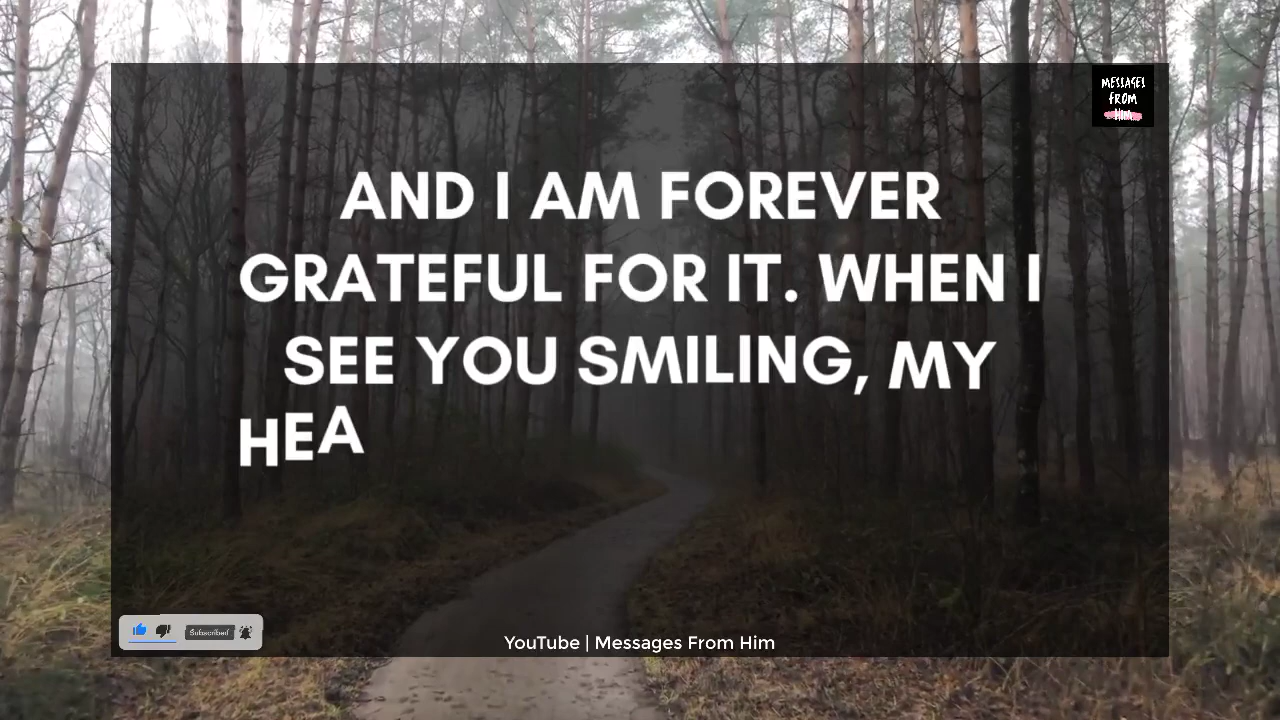 MESSAGES
FROM
HIM
AND I AM FOREVER
GRATEFUL FOR IT. WHEN I
SEE YOU SMILING, MY
HEA
Subscribed
YouTube | Messages From Him